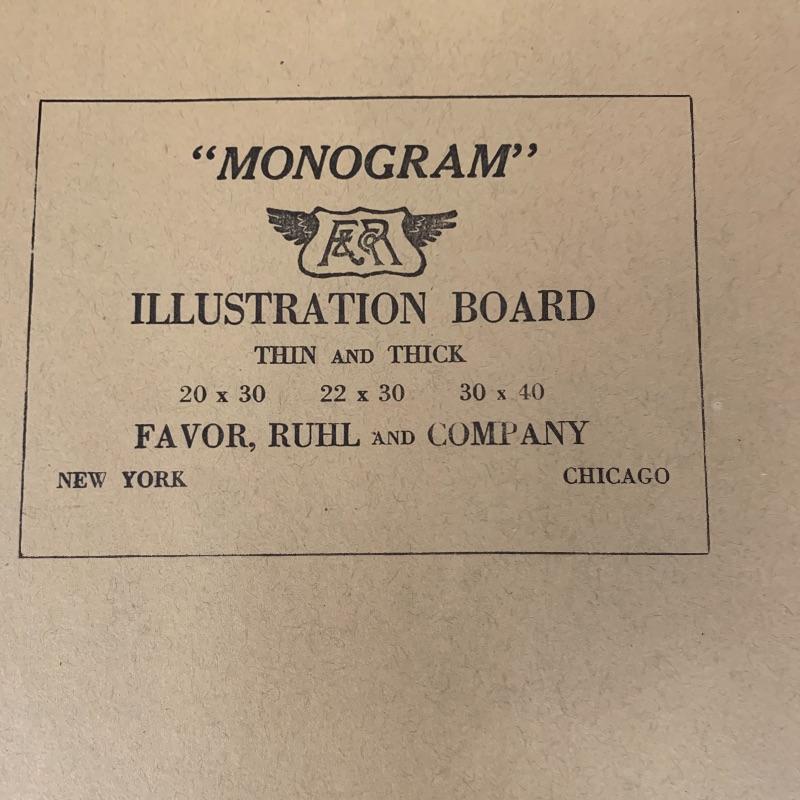 “MONOGRAM”
F&R Co
ILLUSTRATION BOARD
THIN AND THICK
20 x 30 22 x 30 30 x 40
FAVOR, RUHL AND COMPANY
NEW YORK CHICAGO